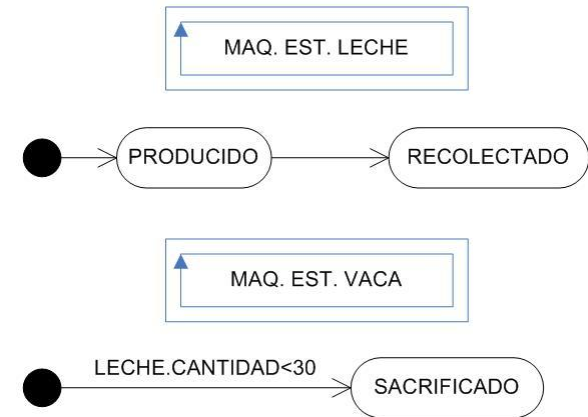 MAQ. EST. LECHE
PRODUCIDO
RECOLECTADO
MAQ. EST. VACA
LECHE.CANTIDAD<30
SACRIFICADO